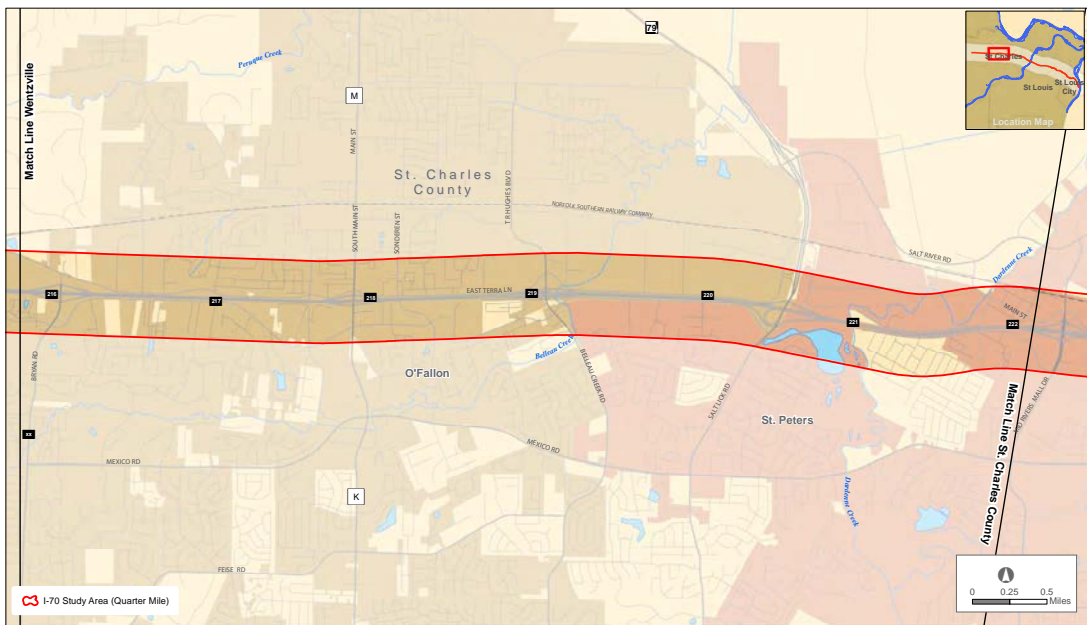 79
St Charles
St Louis
St Louis
City
Location Map
Match Line Wentzville
Peruque Creek
M
MAIN ST
St. Charles
County
T R HUGHES BLVD
NORFOLK SOUTHERN RAILWAY COMPANY
SOUTH MAIN ST
SONDEREN ST
SALT RIVER RD
Dardenne Creek
216
217
218
EAST TERRA LN
219
220
221
MAIN ST
222
BRYAN RD
Belleau Creek
BELLEAU CREEK RD
O'Fallon
SALT LICK RD
St. Peters
MID RIVERS MALL DR
Match Line St. Charles County
xx
MEXICO RD
MEXICO RD
K
Dardenne Creek
FEISE RD
I-70 Study Area (Quarter Mile)
0 0.25 0.5
Miles